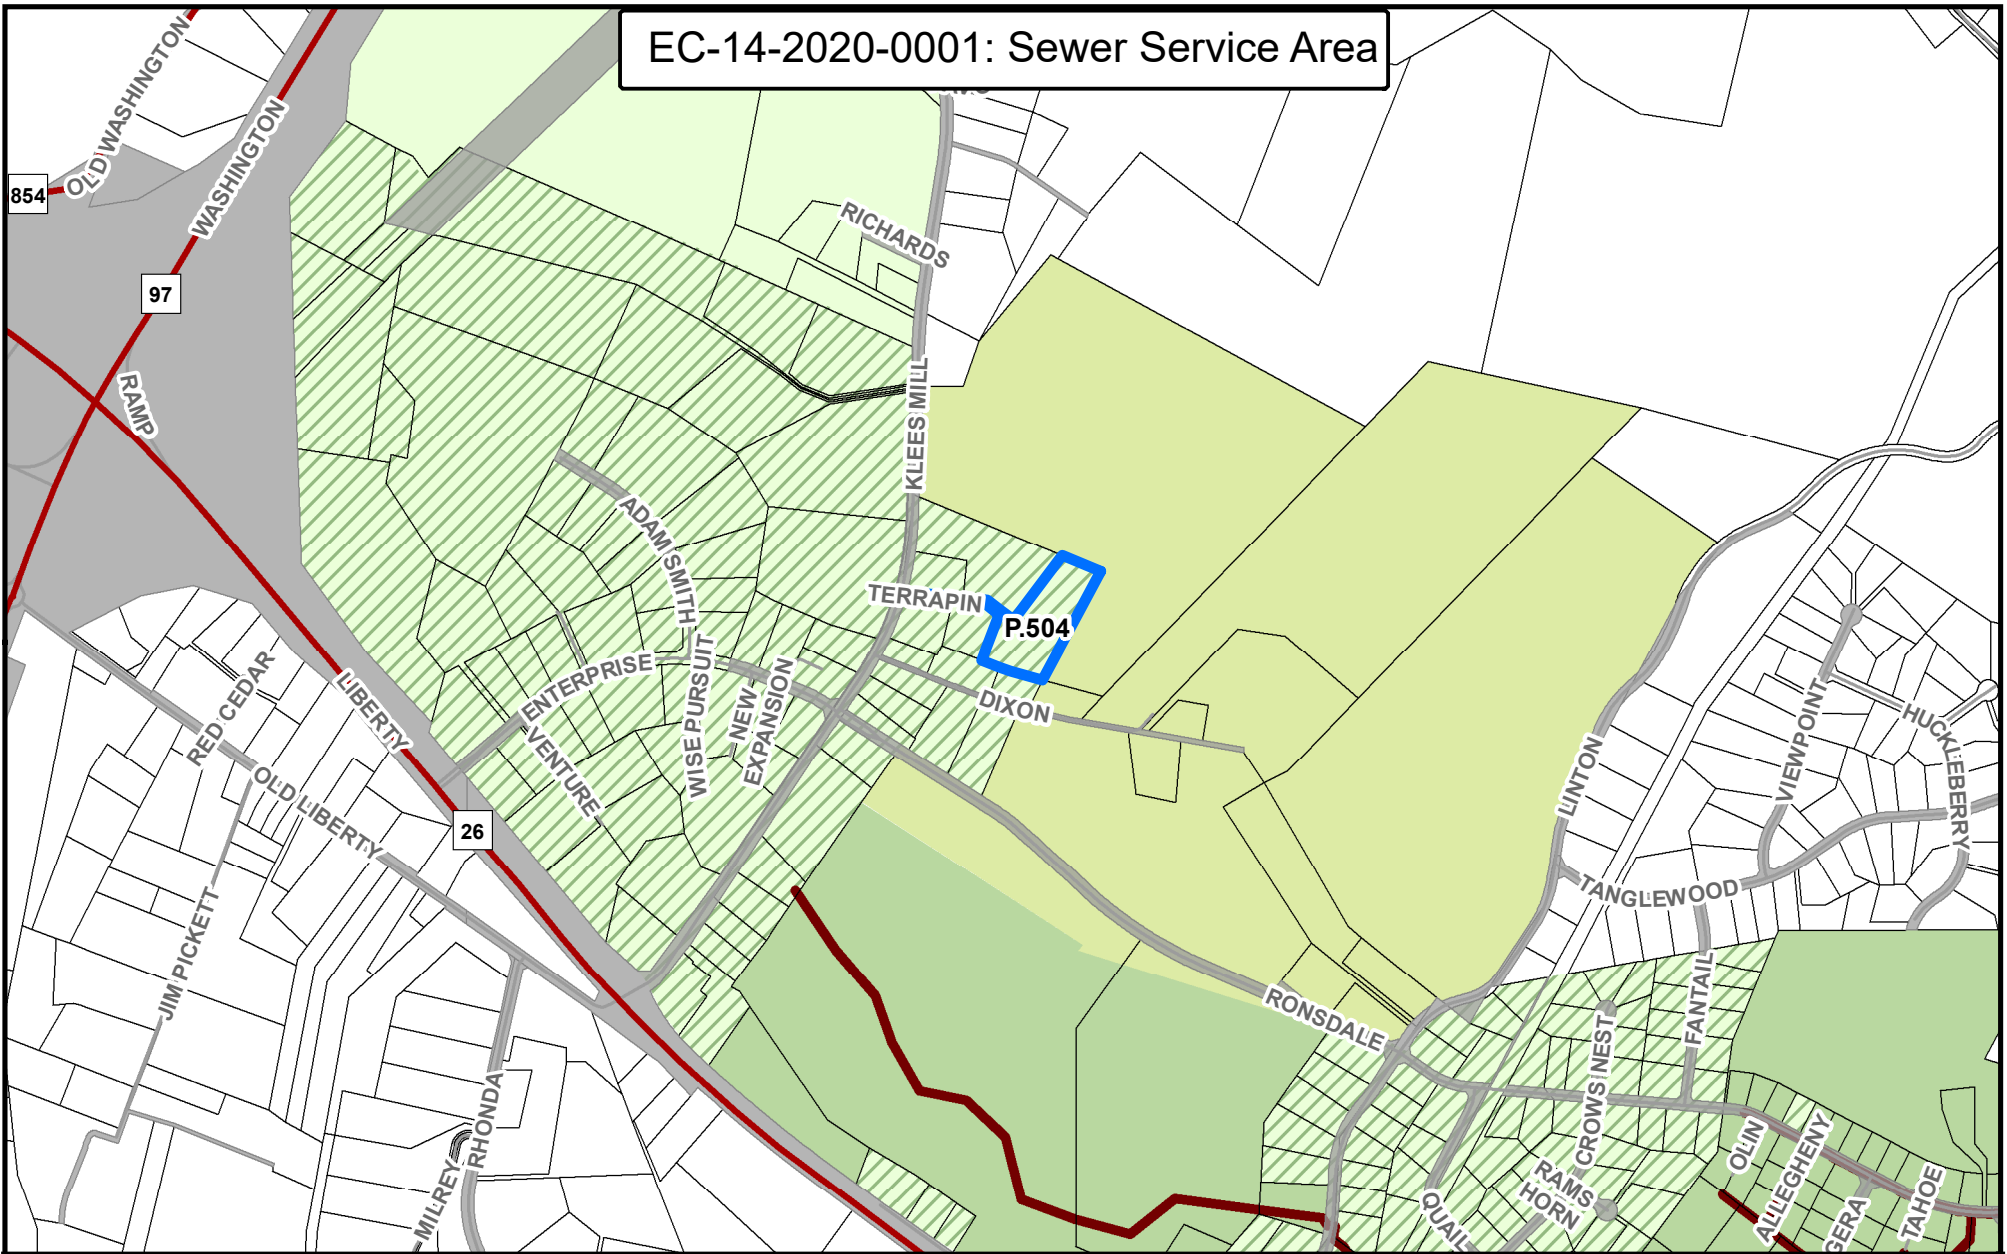 EC-14-2020-0001: Sewer Service Area
OLD WASHINGTON
WASHINGTON
854
97
RICHARDS
RAMP
KLEES MILL
ADAM SMITH
TERRAPIN
P.504
ENTERPRISE
WISE PURSUIT
NEW
EXPANSION
DIXON
VENTURE
RED CEDAR
LIBERTY
OLD LIBERTY
26
JIM PICKETT
LINTON
VIEWPOINT
HUCKLEBERRY
TANGLEWOOD
FANTAIL
RONSDALE
CROWS NEST
RHONDA
MILREY
OLIN
ALLEGHENY
RAMS
HORN
QUAIL
GERA
TAHOE